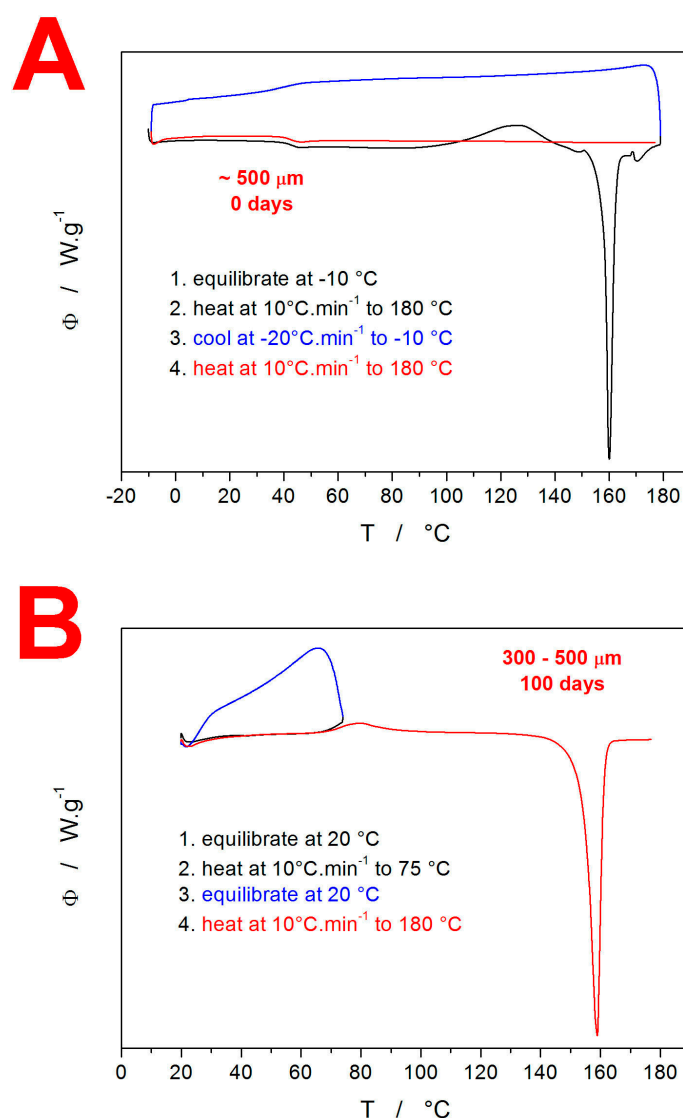 A
Φ / W.g⁻¹
~ 500 µm
0 days
1. equilibrate at -10 °C
2. heat at 10°C.min⁻¹ to 180 °C
3. cool at -20°C.min⁻¹ to -10 °C
4. heat at 10°C.min⁻¹ to 180 °C
-20 0 20 40 60 80 100 120 140 160 180
T / °C
B
Φ / W.g⁻¹
300 - 500 µm
100 days
1. equilibrate at 20 °C
2. heat at 10°C.min⁻¹ to 75 °C
3. equilibrate at 20 °C
4. heat at 10°C.min⁻¹ to 180 °C
0 20 40 60 80 100 120 140 160 180
T / °C